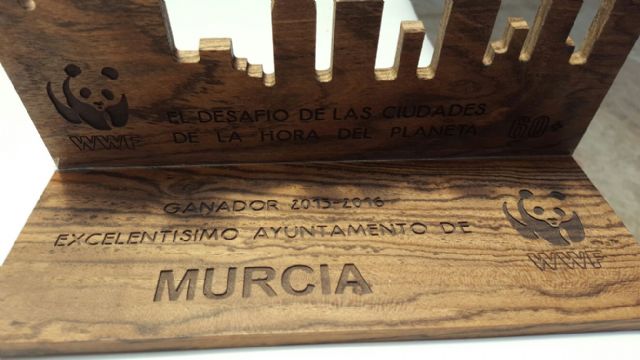 EL DESAFIO DE LAS CIUDADES
DE LA HORA DEL PLANETA
60+
WWF
GANADOR 2015-2016
EXCELENTISIMO AYUNTAMENTO DE
MURCIA
WWF